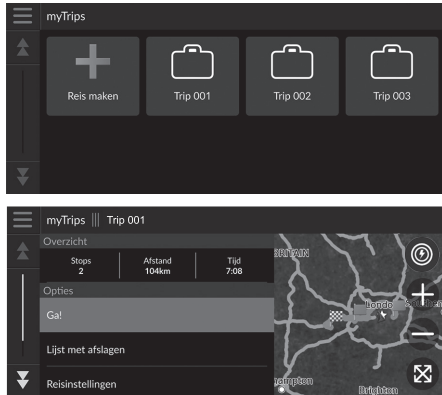 myTrips
Reis maken
Trip 001
Trip 002
Trip 003
myTrips Trip 001
Overzicht
Stops Afstand Tijd
2 104km 7:08
Opties
Ga!
Lijst met afslagen
Reisinstellingen
BRITAIN
Londo
ampton
Brighton